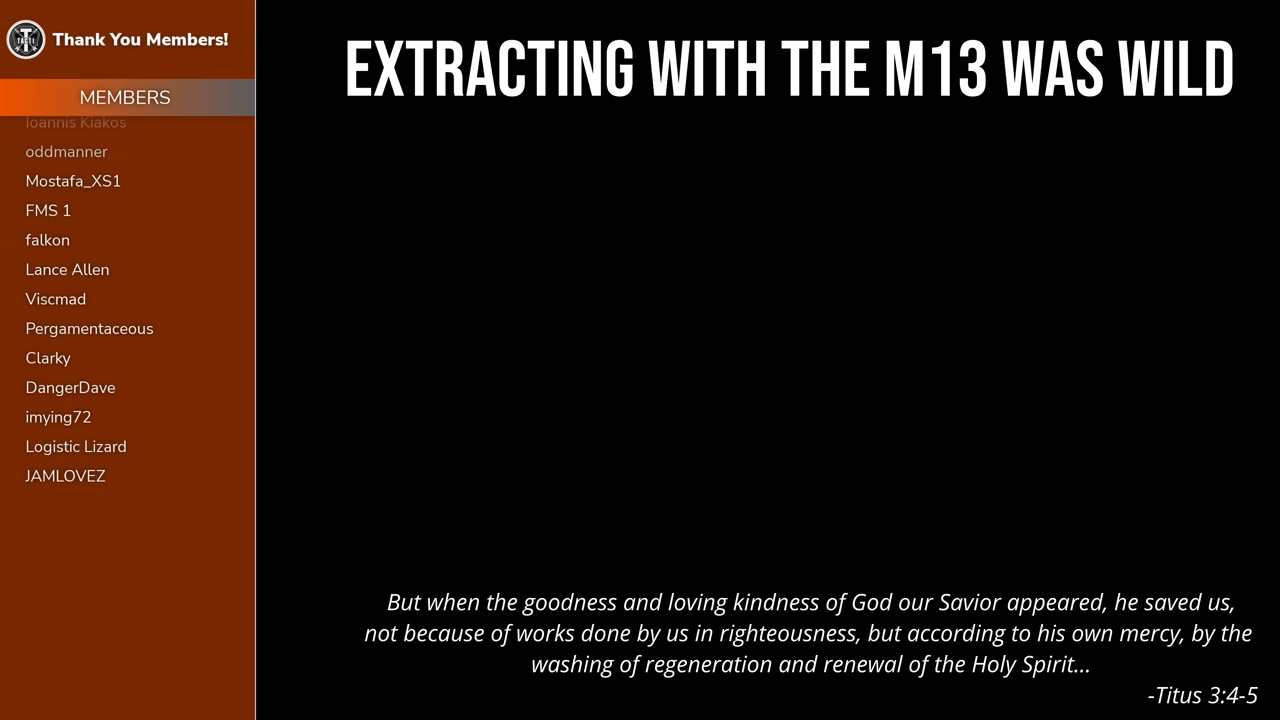 TACTI
Thank You Members!
MEMBERS
Ioannis Kiakos
oddmanner
Mostafa_XS1
FMS 1
falkon
Lance Allen
Viscmad
Pergamentaceous
Clarky
DangerDave
imying72
Logistic Lizard
JAMLOVEZ
EXTRACTING WITH THE M13 WAS WILD
But when the goodness and loving kindness of God our Savior appeared, he saved us,
not because of works done by us in righteousness, but according to his own mercy, by the
washing of regeneration and renewal of the Holy Spirit...
-Titus 3:4-5